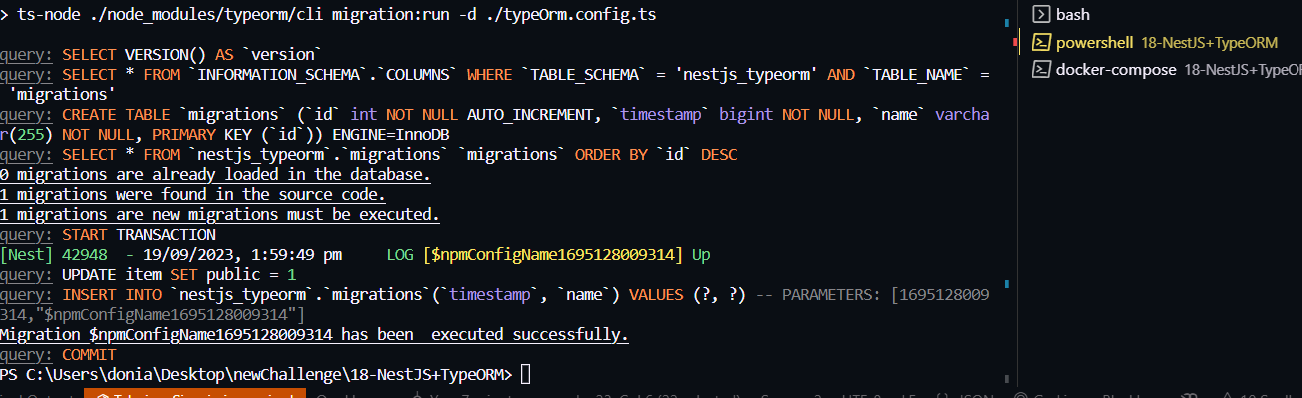 > ts-node ./node_modules/typeorm/cli migration:run -d ./typeOrm.config.ts
query: SELECT VERSION() AS `version`
query: SELECT * FROM `INFORMATION_SCHEMA`.`COLUMNS` WHERE `TABLE_SCHEMA` = 'nestjs_typeorm' AND `TABLE_NAME` =
'migrations'
query: CREATE TABLE `migrations` (`id` int NOT NULL AUTO_INCREMENT, `timestamp` bigint NOT NULL, `name` varcha
r(255) NOT NULL, PRIMARY KEY (`id`)) ENGINE=InnoDB
query: SELECT * FROM `nestjs_typeorm`.`migrations` `migrations` ORDER BY `id` DESC
0 migrations are already loaded in the database.
1 migrations were found in the source code.
1 migrations are new migrations must be executed.
query: START TRANSACTION
[Nest] 42948  - 19/09/2023, 1:59:49 pm     LOG [$npmConfigName1695128009314] Up
query: UPDATE item SET public = 1
query: INSERT INTO `nestjs_typeorm`.`migrations`(`timestamp`, `name`) VALUES (?, ?) -- PARAMETERS: [1695128009
314,"$npmConfigName1695128009314"]
Migration $npmConfigName1695128009314 has been  executed successfully.
query: COMMIT
PS C:\Users\donia\Desktop\newChallenge\18-NestJS+TypeORM>
bash
powershell 18-NestJS+TypeORM
docker-compose 18-NestJS+TypeOR